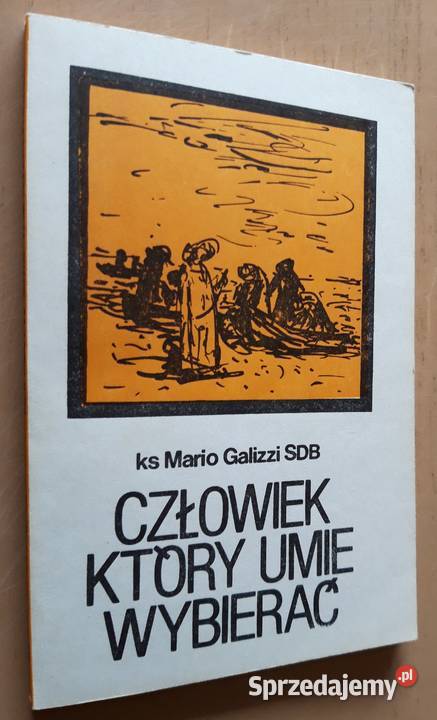 ks Mario Galizzi SDB
CZŁOWIEK
KTÓRY UMIE
WYBIERAĆ
Sprzedajemy.pl